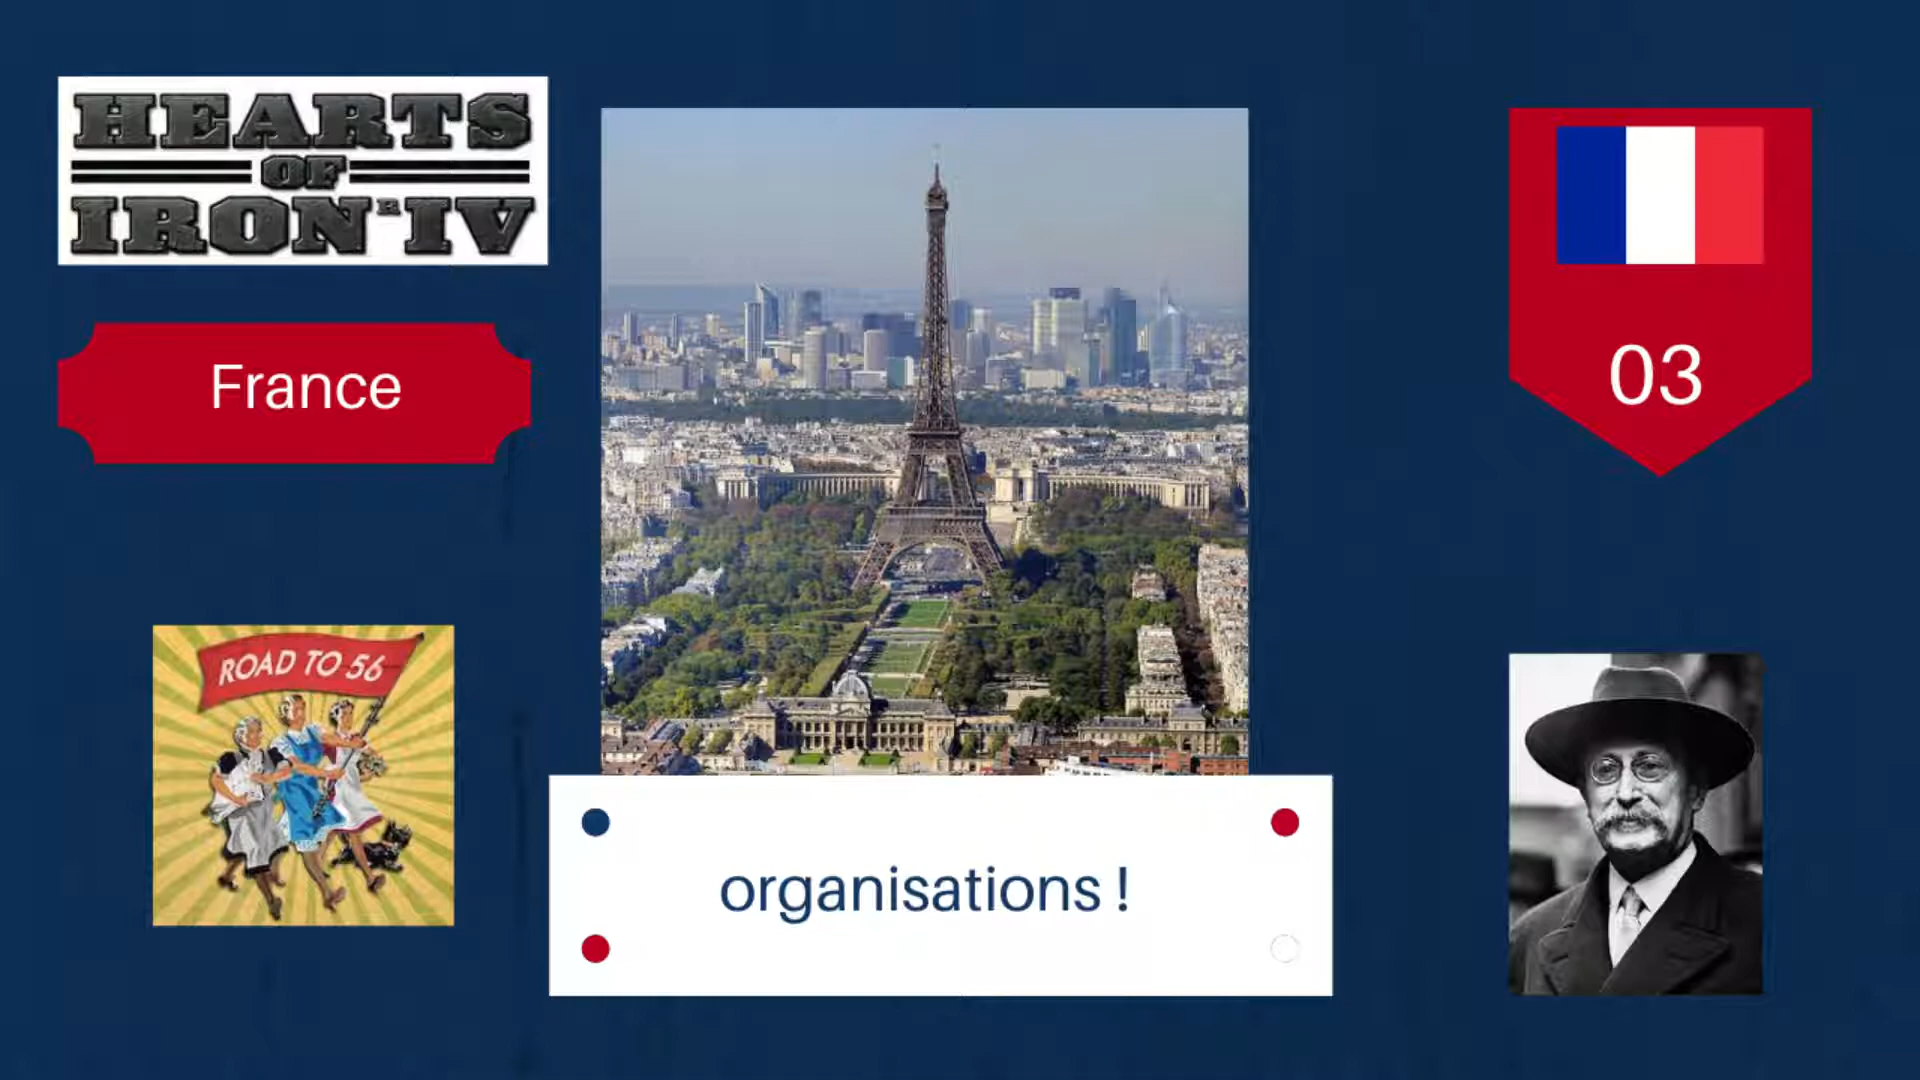 HEARTS
OF
IRON IV
France
03
ROAD TO 56
organisations !